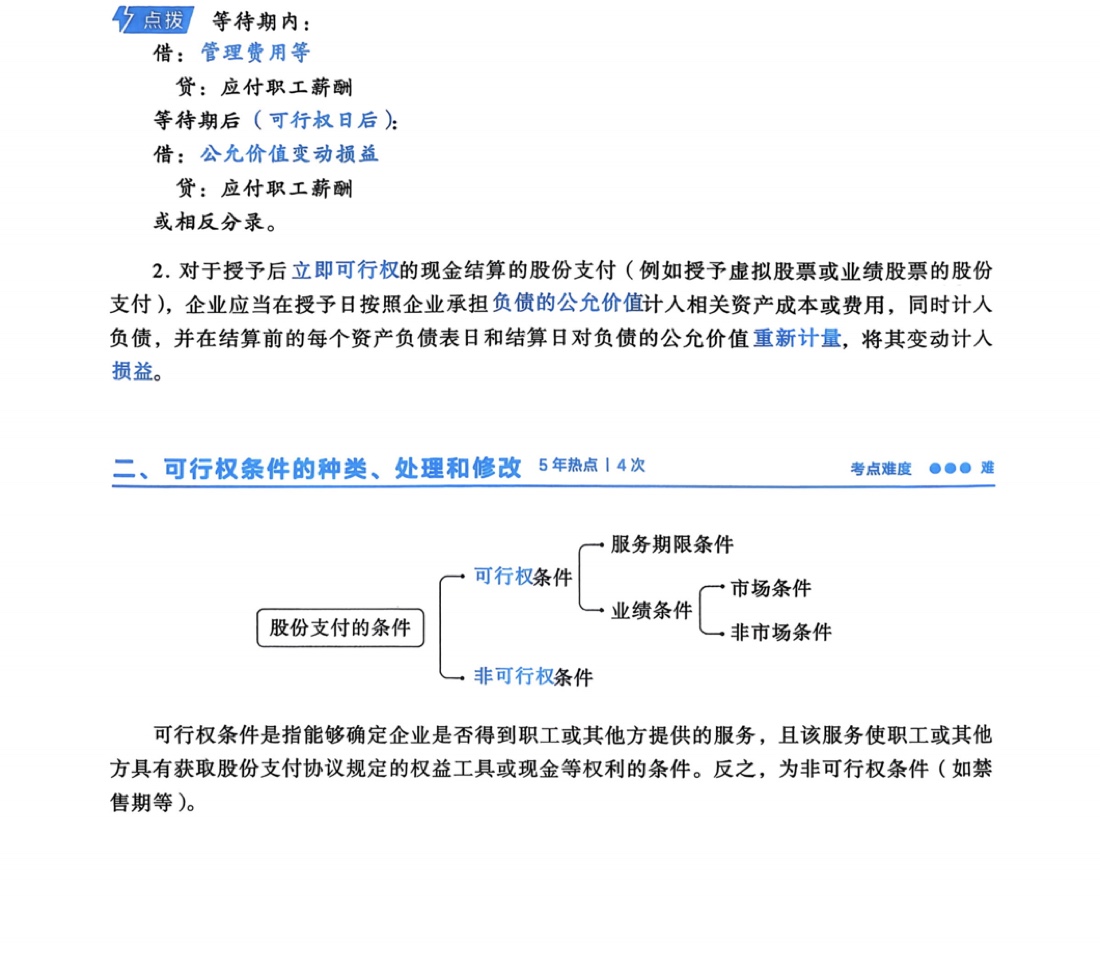 点拨 等待期内：
借：管理费用等
贷：应付职工薪酬
等待期后（可行权日后）：
借：公允价值变动损益
贷：应付职工薪酬
或相反分录。
2. 对于授予后立即可行权的现金结算的股份支付（例如授予虚拟股票或业绩股票的股份
支付），企业应当在授予日按照企业承担负债的公允价值计入相关资产成本或费用，同时计入
负债，并在结算前的每个资产负债表日和结算日对负债的公允价值重新计量，将其变动计入
损益。
二、可行权条件的种类、处理和修改 5年热点｜4次 考点难度 ●●● 难
服务期限条件
可行权条件
市场条件
业绩条件
股份支付的条件
非市场条件
非可行权条件
可行权条件是指能够确定企业是否得到职工或其他方提供的服务，且该服务使职工或其他
方具有获取股份支付协议规定的权益工具或现金等权利的条件。反之，为非可行权条件（如禁
售期等）。